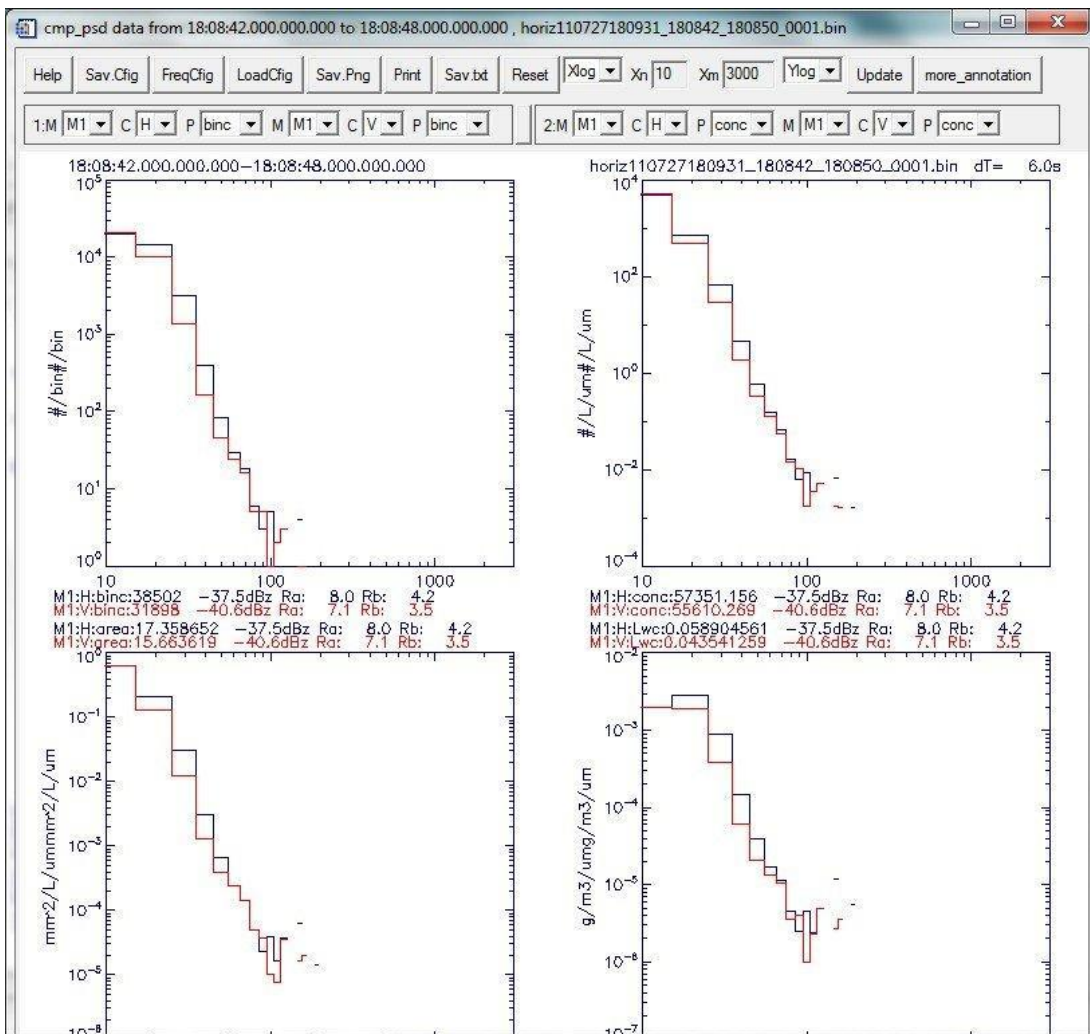 cmp_psd data from 18:08:42.000.000.000 to 18:08:48.000.000.000 , horiz110727180931_180842_180850_0001.bin
Help Sav.Cfg FreqCfg LoadCfg Sav.Png Print Sav.txt Reset Xlog Xn 10 Xm 3000 Ylog Update more_annotation
1:M M1 C H P binc M M1 C V P binc 2:M M1 C H P conc M M1 C V P conc
18:08:42.000.000.000—18:08:48.000.000.000
10^5
10^4
10^3
10^2
10^1
10^0
#/bin#/bin
10 100 1000
M1:H:binc:38502 −37.5dBz Ra: 8.0 Rb: 4.2
M1:V:binc:31898 −40.6dBz Ra: 7.1 Rb: 3.5
horiz110727180931_180842_180850_0001.bin dT= 6.0s
10^4
10^2
10^0
10^−2
10^−4
#/L/um#/L/um
10 100 1000
M1:H:conc:57351.156 −37.5dBz Ra: 8.0 Rb: 4.2
M1:V:conc:55610.269 −40.6dBz Ra: 7.1 Rb: 3.5
M1:H:area:17.358652 −37.5dBz Ra: 8.0 Rb: 4.2
M1:V:area:15.663619 −40.6dBz Ra: 7.1 Rb: 3.5
10^0
10^−1
10^−2
10^−3
10^−4
10^−5
10^−6
mm^2/L/ummm^2/L/um
M1:H:Lwc:0.058904561 −37.5dBz Ra: 8.0 Rb: 4.2
M1:V:Lwc:0.043541259 −40.6dBz Ra: 7.1 Rb: 3.5
10^−2
10^−3
10^−4
10^−5
10^−6
10^−7
g/m3/umg/m3/um